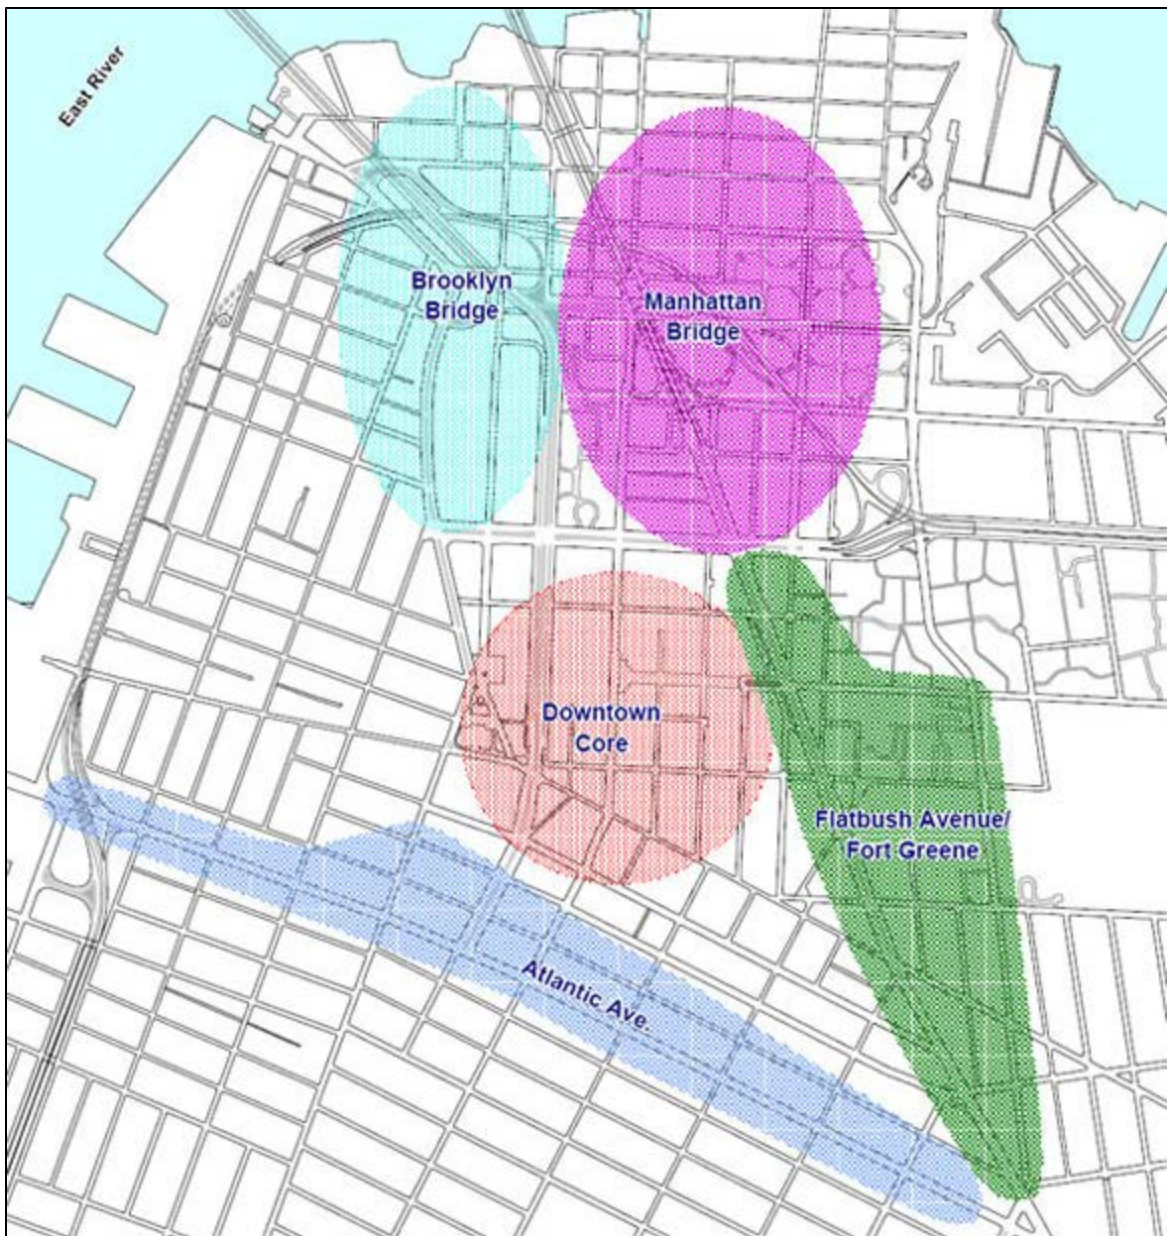 East River
Brooklyn
Bridge
Manhattan
Bridge
Downtown
Core
Flatbush Avenue/
Fort Greene
Atlantic Ave.